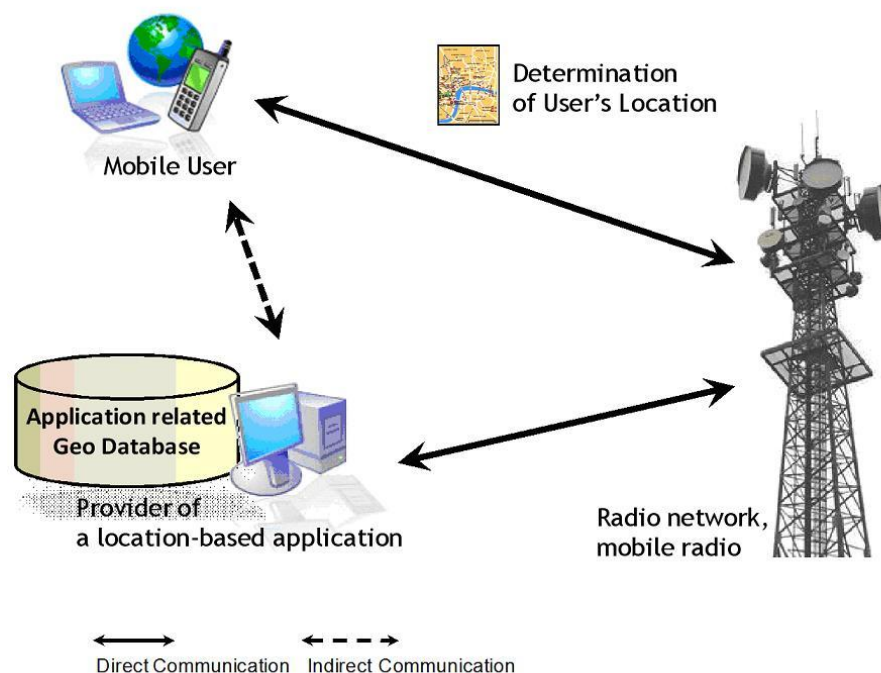 Determination
of User's Location
Mobile User
Application related
Geo Database
Provider of
a location-based application
Radio network,
mobile radio
Direct Communication
Indirect Communication